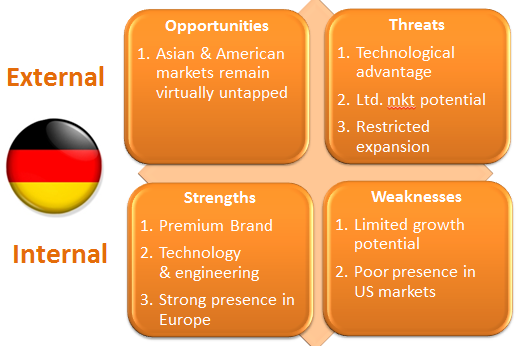 External
Opportunities
1. Asian & American
markets remain
virtually untapped
Threats
1. Technological
advantage
2. Ltd. mkt potential
3. Restricted
expansion
Internal
Strengths
1. Premium Brand
2. Technology
& engineering
3. Strong presence in
Europe
Weaknesses
1. Limited growth
potential
2. Poor presence in
US markets